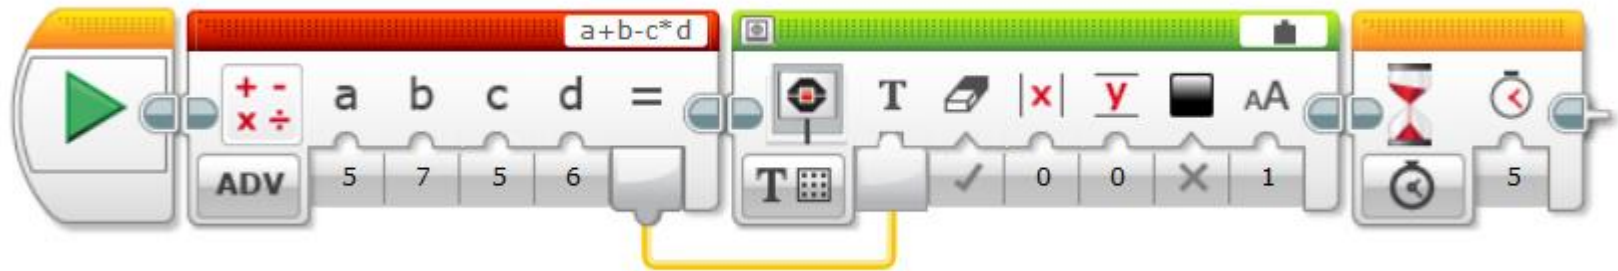 a+b-c*d
+ - × ÷ a b c d = T |x| y AA
ADV 5 7 5 6 T 0 0 1 5